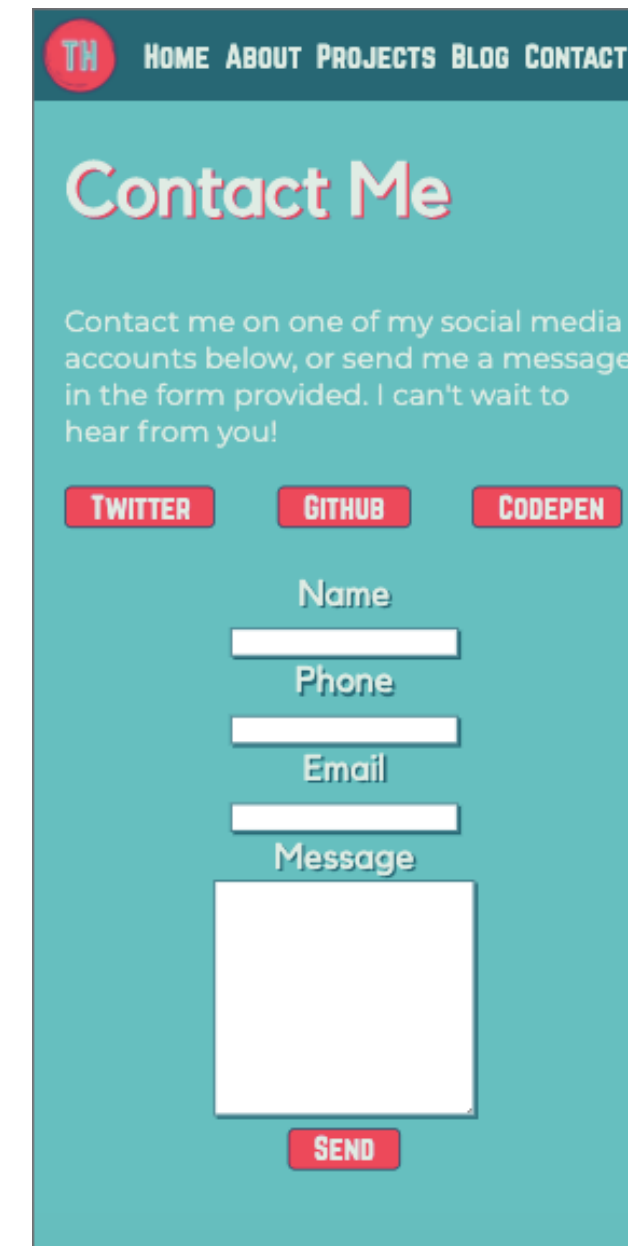 TH HOME ABOUT PROJECTS BLOG CONTACT
Contact Me
Contact me on one of my social media
accounts below, or send me a message
in the form provided. I can't wait to
hear from you!
TWITTER GITHUB CODEPEN
Name
Phone
Email
Message
SEND